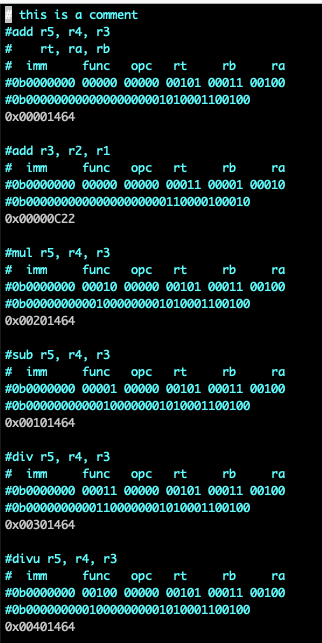 # this is a comment
#add r5, r4, r3
#    rt, ra, rb
#  imm     func   opc   rt     rb     ra
#0b0000000 00000 00000 00101 00011 00100
#0b00000000000000000001010001100100
0x00001464
#add r3, r2, r1
#  imm     func   opc   rt     rb     ra
#0b0000000 00000 00000 00011 00001 00010
#0b00000000000000000000110000100010
0x00000C22
#mul r5, r4, r3
#  imm     func   opc   rt     rb     ra
#0b0000000 00010 00000 00101 00011 00100
#0b00000000001000000001010001100100
0x00201464
#sub r5, r4, r3
#  imm     func   opc   rt     rb     ra
#0b0000000 00001 00000 00101 00011 00100
#0b00000000000100000001010001100100
0x00101464
#div r5, r4, r3
#  imm     func   opc   rt     rb     ra
#0b0000000 00011 00000 00101 00011 00100
#0b00000000001100000001010001100100
0x00301464
#divu r5, r4, r3
#  imm     func   opc   rt     rb     ra
#0b0000000 00100 00000 00101 00011 00100
#0b00000000010000000001010001100100
0x00401464